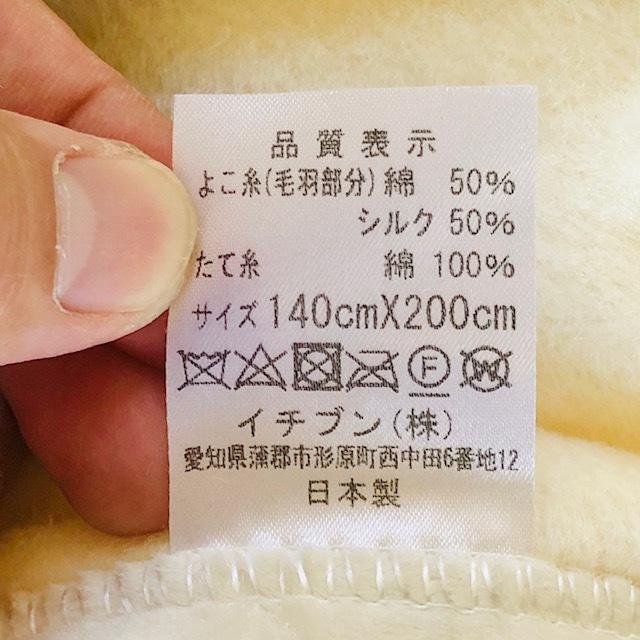 品質表示
よこ糸(毛羽部分)綿 50%
シルク 50%
たて糸 綿 100%
サイズ 140cmX200cm
F W
イチブン(株)
愛知県蒲郡市形原町西中田6番地12
日本製